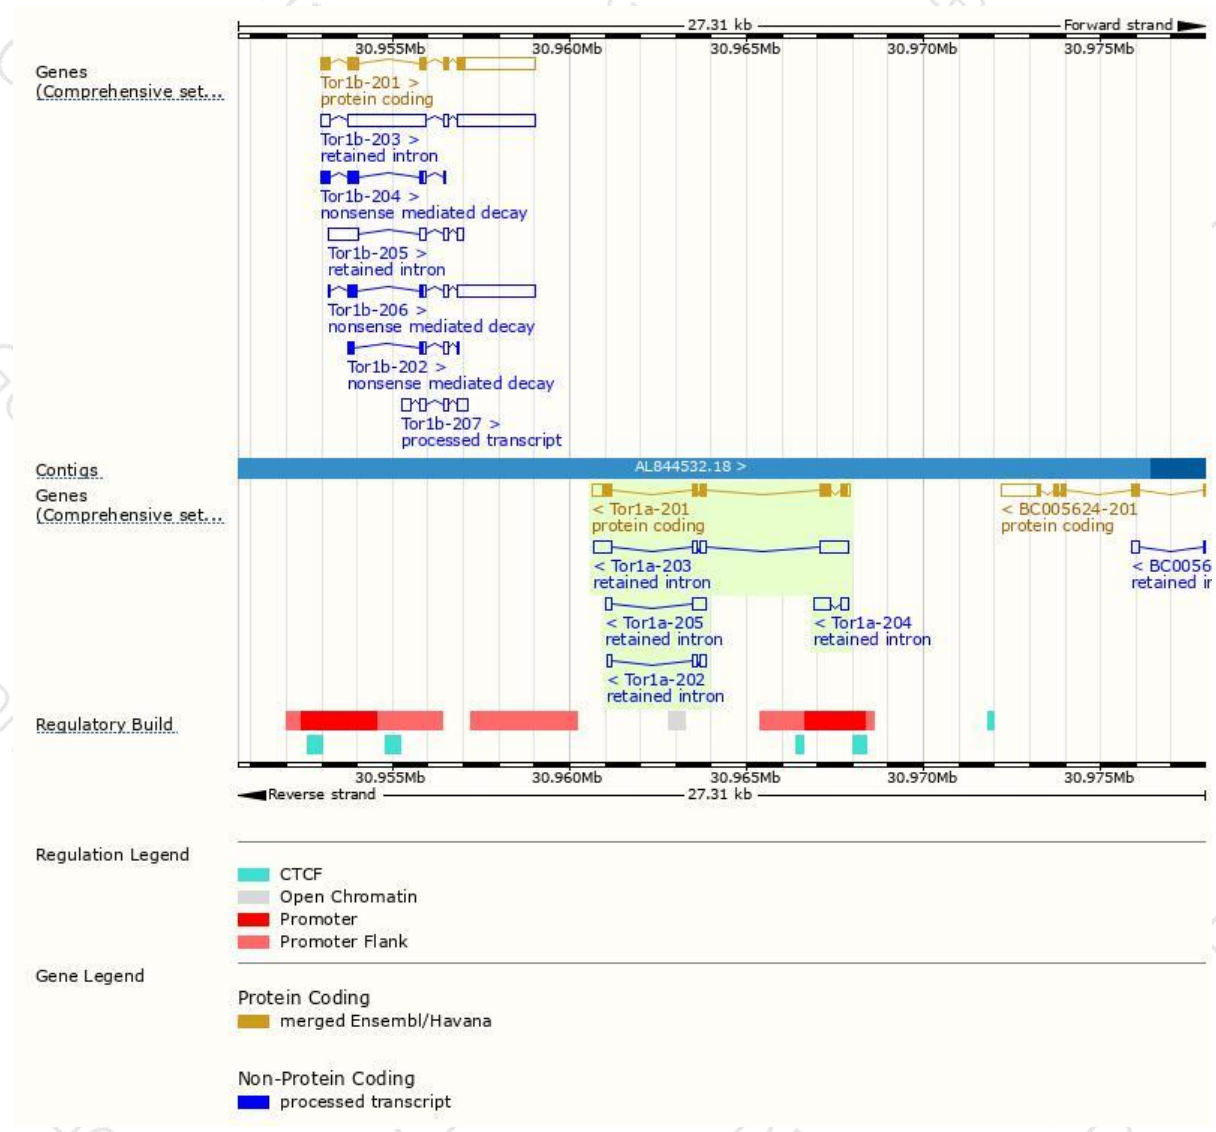 27.31 kb Forward strand
30.955Mb 30.960Mb 30.965Mb 30.970Mb 30.975Mb
Genes
(Comprehensive set...
Tor1b-201 >
protein coding
Tor1b-203 >
retained intron
Tor1b-204 >
nonsense mediated decay
Tor1b-205 >
retained intron
Tor1b-206 >
nonsense mediated decay
Tor1b-202 >
nonsense mediated decay
Tor1b-207 >
processed transcript
Contigs AL844532.18 >
Genes
(Comprehensive set...
< Tor1a-201 < BC005624-201
protein coding protein coding
< Tor1a-203 < BC0056
retained intron retained ir
< Tor1a-205 < Tor1a-204
retained intron retained intron
< Tor1a-202
retained intron
Regulatory Build
30.955Mb 30.960Mb 30.965Mb 30.970Mb 30.975Mb
Reverse strand 27.31 kb
Regulation Legend
CTCF
Open Chromatin
Promoter
Promoter Flank
Gene Legend
Protein Coding
merged Ensembl/Havana
Non-Protein Coding
processed transcript